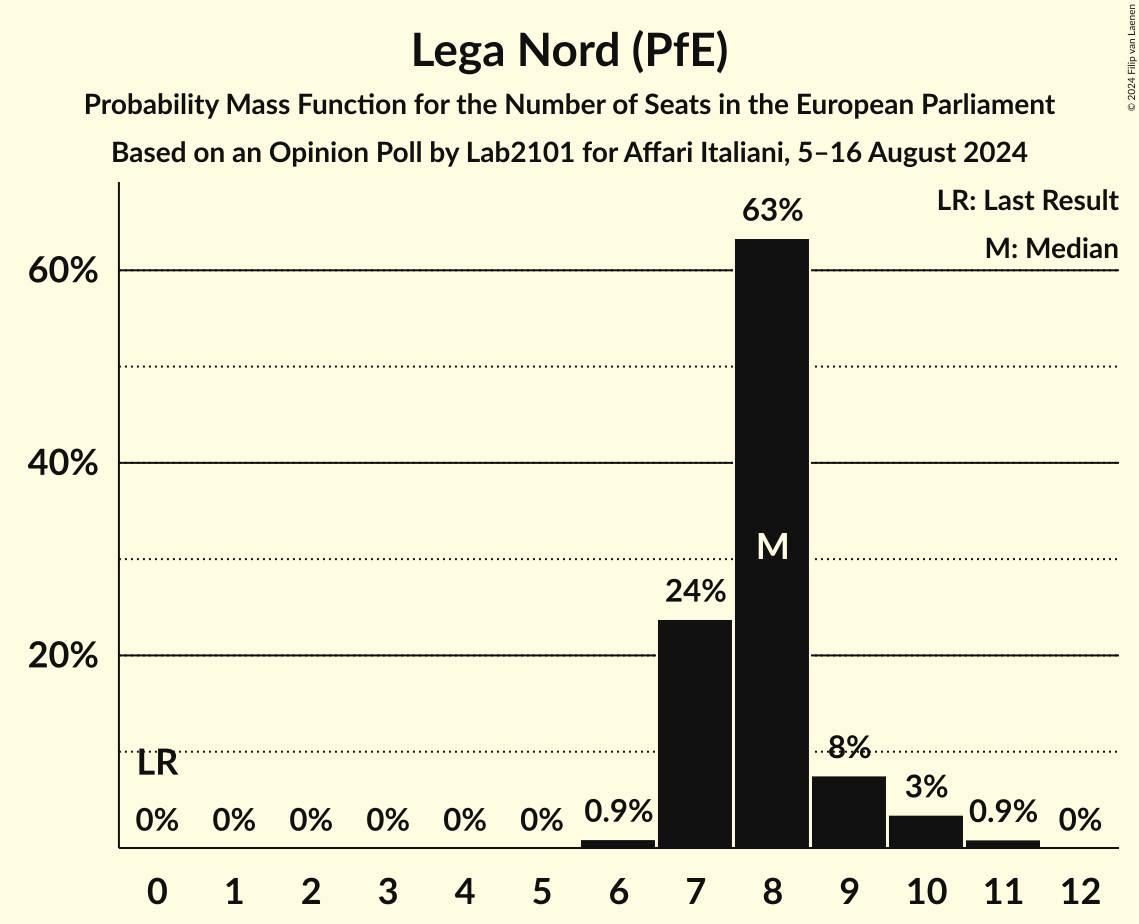 Lega Nord (PfE)
Probability Mass Function for the Number of Seats in the European Parliament
Based on an Opinion Poll by Lab2101 for Affari Italiani, 5–16 August 2024
© 2024 Filip van Laenen
LR: Last Result
M: Median
63%
60%
40%
M
24%
20%
LR
8%
3%
0% 0% 0% 0% 0% 0% 0.9% 0.9% 0%
0 1 2 3 4 5 6 7 8 9 10 11 12